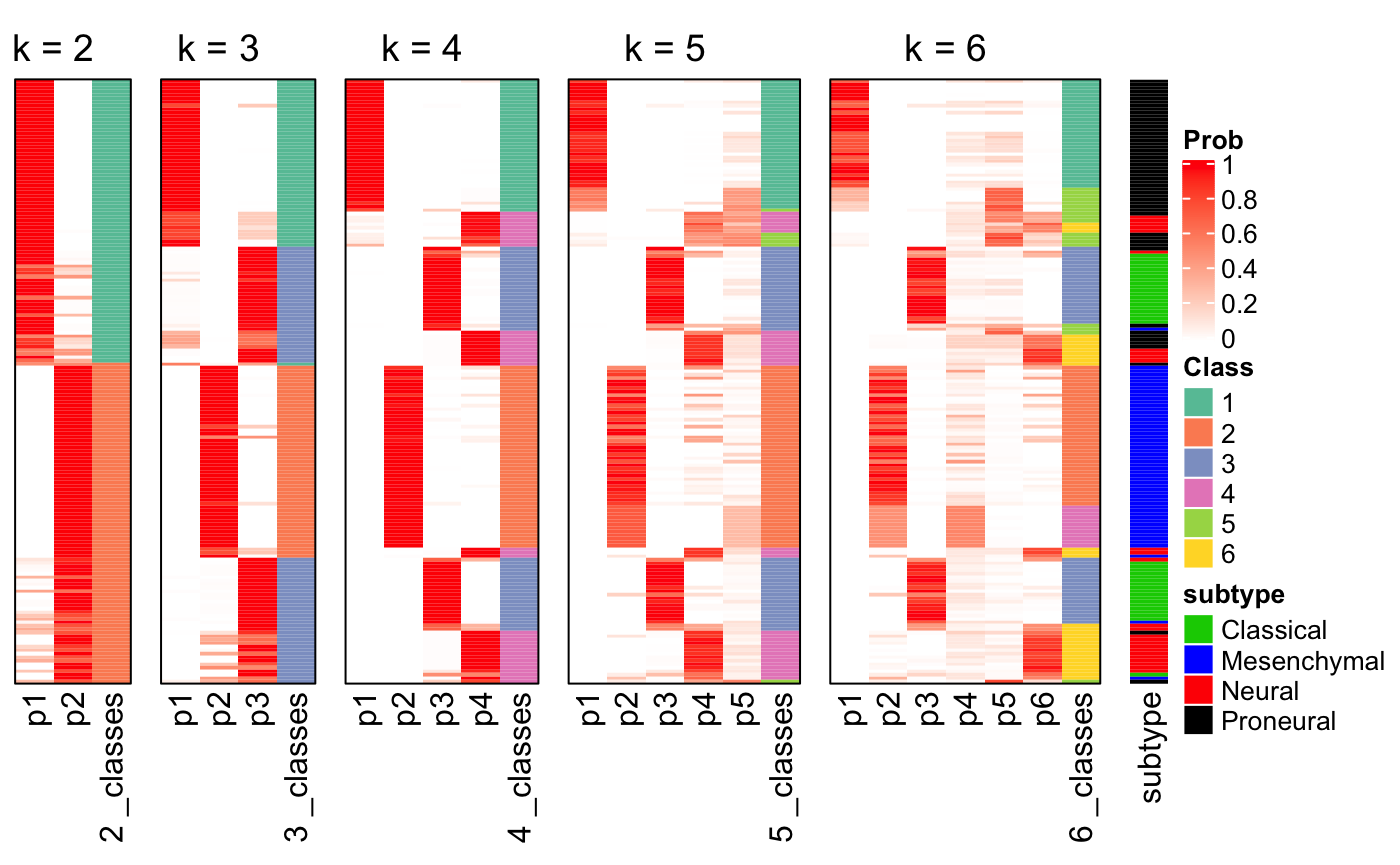 k = 2
k = 3
k = 4
k = 5
k = 6
p1
p2
2_classes
p1
p2
p3
3_classes
p1
p2
p3
p4
4_classes
p1
p2
p3
p4
p5
5_classes
p1
p2
p3
p4
p5
p6
6_classes
subtype
Prob
1
0.8
0.6
0.4
0.2
0
Class
1
2
3
4
5
6
subtype
Classical
Mesenchymal
Neural
Proneural